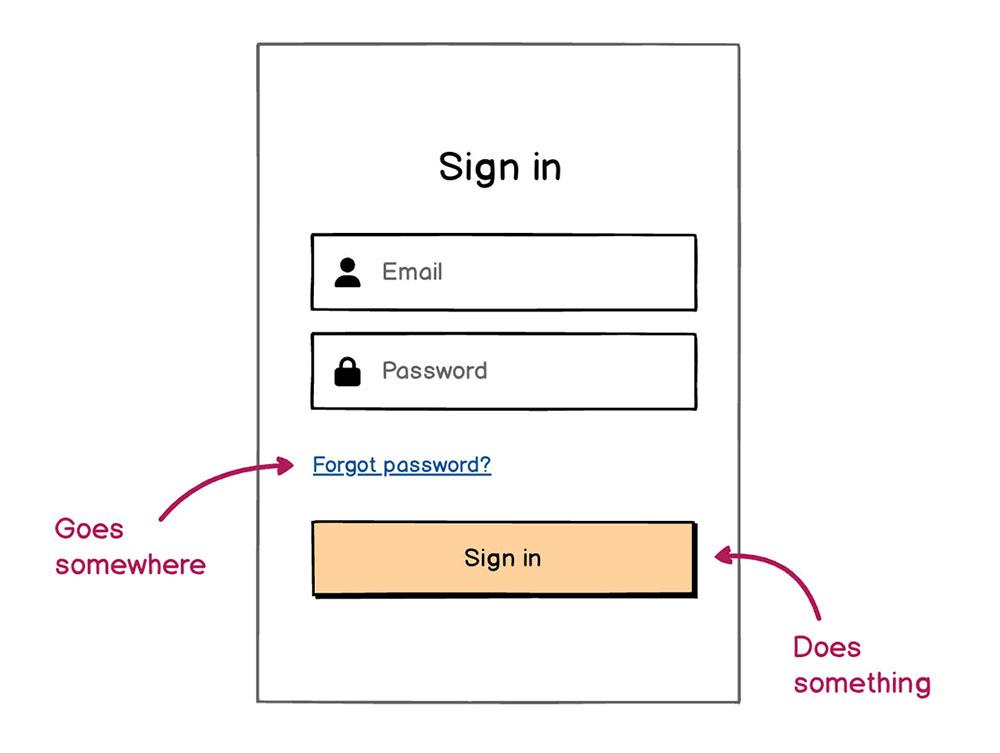 Sign in
Email
Password
Forgot password?
Goes
somewhere
Sign in
Does
something